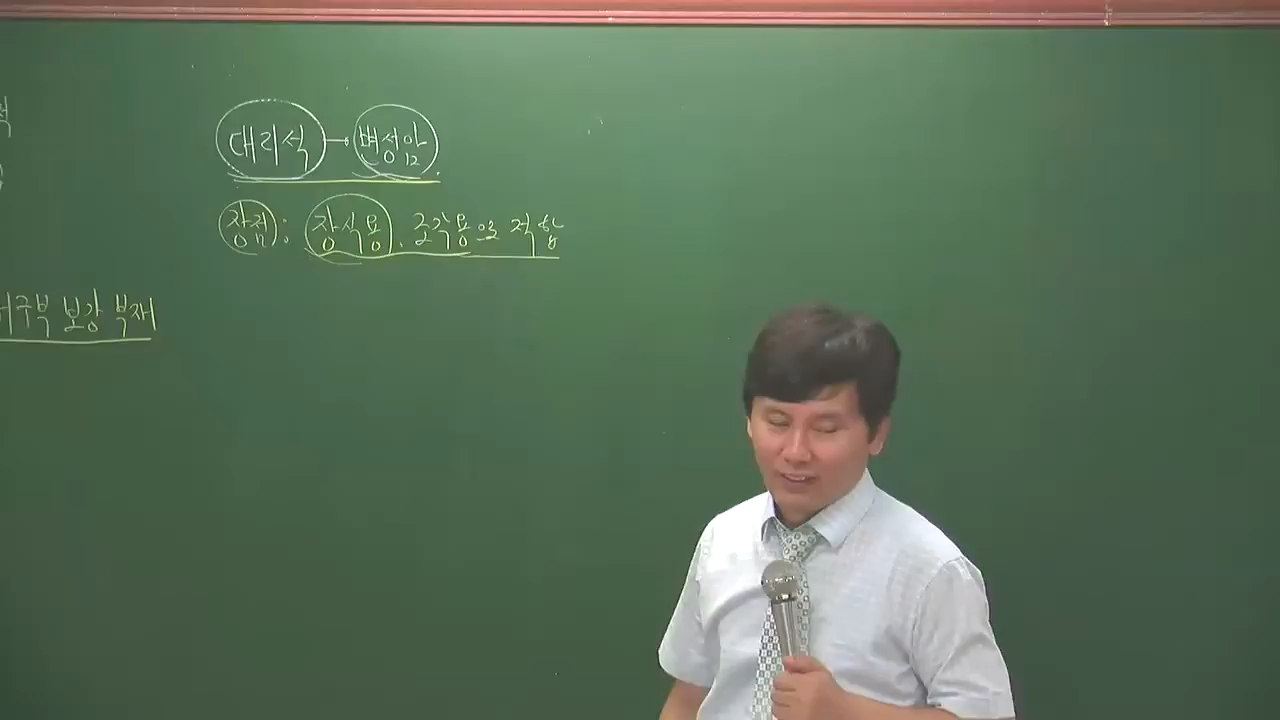 대리석 → 변성암
장점 : 장식용, 조각용으로 적합
구부 보강 부재